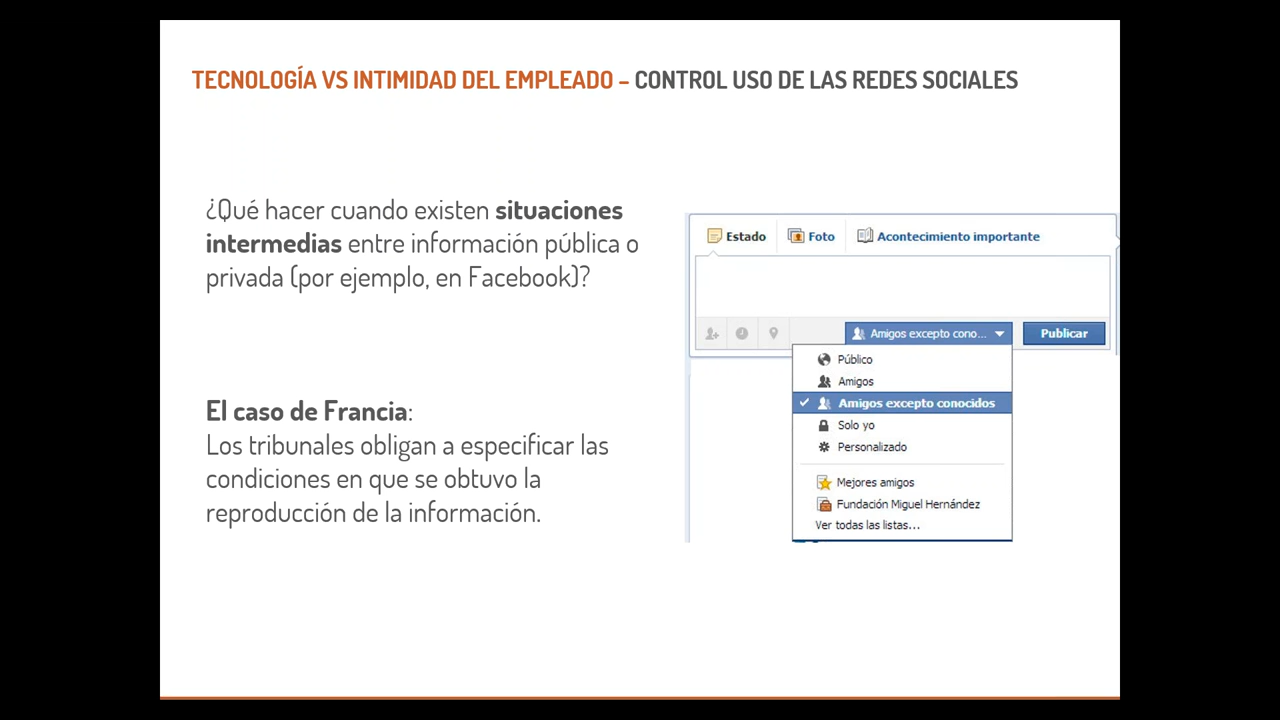 TECNOLOGÍA VS INTIMIDAD DEL EMPLEADO – CONTROL USO DE LAS REDES SOCIALES
¿Qué hacer cuando existen situaciones
intermedias entre información pública o
privada (por ejemplo, en Facebook)?
El caso de Francia:
Los tribunales obligan a especificar las
condiciones en que se obtuvo la
reproducción de la información.
Estado Foto Acontecimiento importante
Amigos excepto cono... Publicar
Público
Amigos
Amigos excepto conocidos
Solo yo
Personalizado
Mejores amigos
Fundación Miguel Hernández
Ver todas las listas...